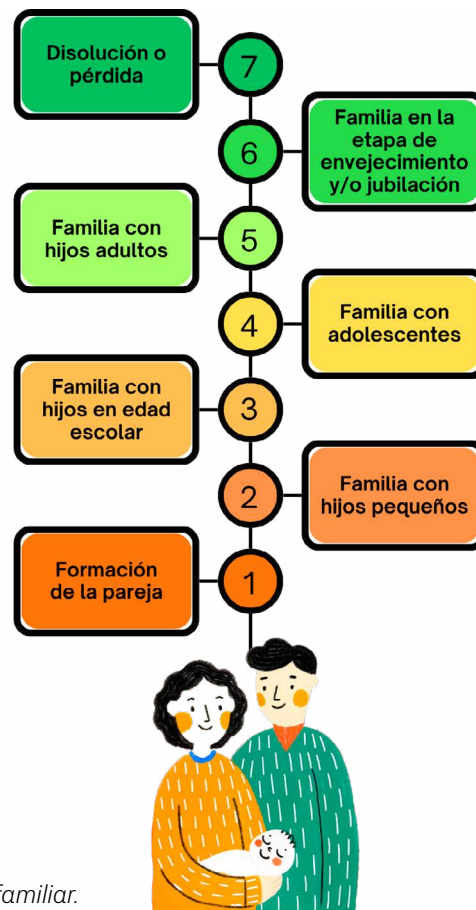 Disolución o
pérdida
7
6
Familia en la
etapa de
envejecimiento
y/o jubilación
Familia con
hijos adultos
5
4
Familia con
adolescentes
Familia con
hijos en edad
escolar
3
2
Familia con
hijos pequeños
Formación
de la pareja
1
familiar.